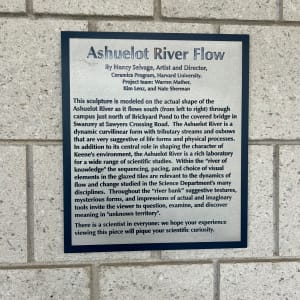 Ashuelot River Flow
By Nancy Selvage, Artist and Director,
Ceramics Program, Harvard University.
Project team: Warren Mather,
Kim Lenz, and Nate Sherman
This sculpture is modeled on the actual shape of the
Ashuelot River as it flows south (from left to right) through
campus just north of Brickyard Pond to the covered bridge in
Swanzey at Sawyers Crossing Road. The Ashuelot River is a
dynamic curvilinear form with tributary streams and oxbows
that are very suggestive of life forms and physical processes.
In addition to its central role in shaping the character of
Keene's environment, the Ashuelot River is a rich laboratory
for a wide range of scientific studies. Within the "river of
knowledge" the sequencing, pacing, and choice of visual
elements in the glazed tiles are relevant to the dynamics of
flow and change studied in the Science Department's many
disciplines. Throughout the "river bank" suggestive textures,
mysterious forms, and impressions of actual and imaginary
tools invite the viewer to question, examine, and discover
meaning in "unknown territory".
There is a scientist in everyone; we hope your experience
viewing this piece will pique your scientific curiosity.